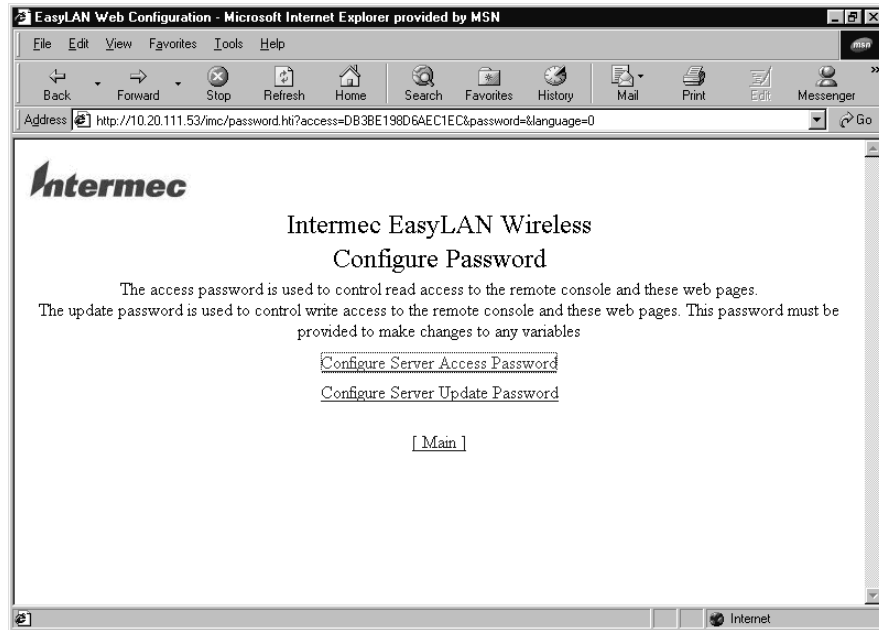 EasyLAN Web Configuration - Microsoft Internet Explorer provided by MSN
File Edit View Favorites Tools Help
msn
Back Forward Stop Refresh Home Search Favorites History Mail Print Edit Messenger »
Address http://10.20.111.53/imc/password.hti?access=DB3BE198D6AEC1EC&password=&language=0 Go
Intermec
Intermec EasyLAN Wireless
Configure Password
The access password is used to control read access to the remote console and these web pages.
The update password is used to control write access to the remote console and these web pages. This password must be
provided to make changes to any variables
Configure Server Access Password
Configure Server Update Password
[ Main ]
Internet